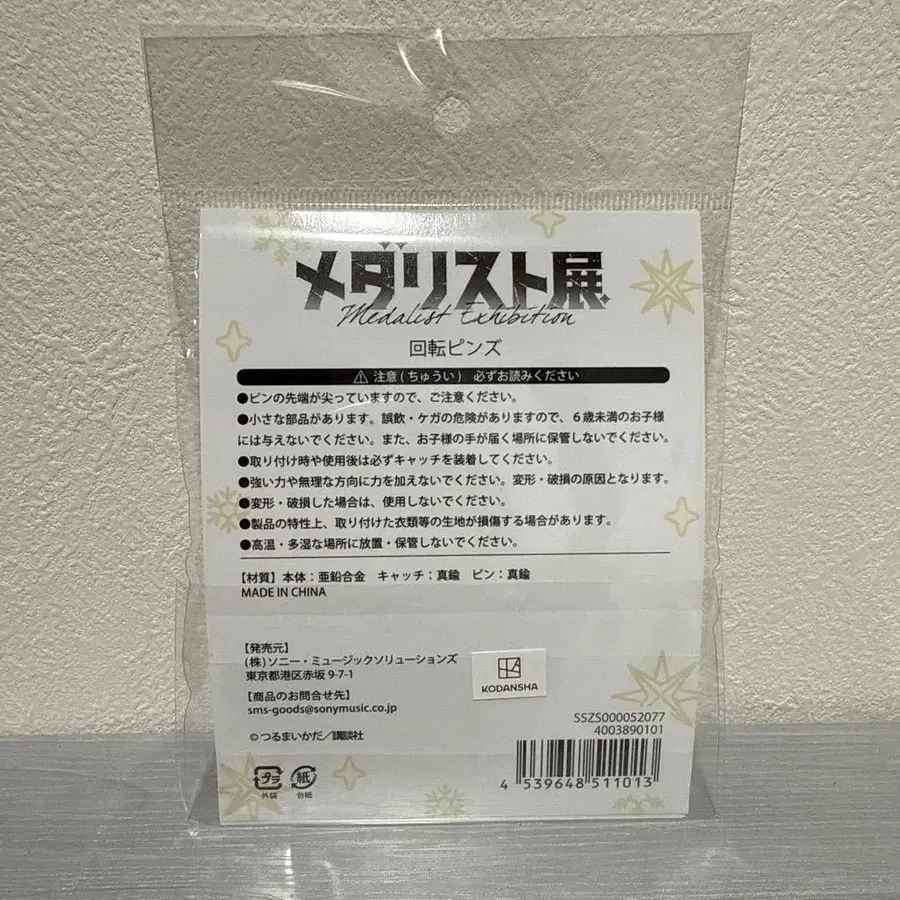 メダリスト展
Medalist Exhibition
回転ピンズ
⚠ 注意(ちゅうい) 必ずお読みください
●ピンの先端が尖っていますので、ご注意ください。
●小さな部品があります。誤飲・ケガの危険がありますので、6歳未満のお子様
には与えないでください。また、お子様の手が届く場所に保管しないでください。
●取り付け時や使用後は必ずキャッチを装着してください。
●強い力や無理な方向に力を加えないでください。変形・破損の原因となります。
●変形・破損した場合は、使用しないでください。
●製品の特性上、取り付けた衣類等の生地が損傷する場合があります。
●高温・多湿な場所に放置・保管しないでください。
【材質】本体：亜鉛合金 キャッチ：真鍮 ピン：真鍮
MADE IN CHINA
【発売元】
(株)ソニー・ミュージックソリューションズ
東京都港区赤坂 9-7-1
【商品のお問合せ先】
sms-goods@sonymusic.co.jp
©つるまいかだ／講談社
KODANSHA
SSZS000052077
4003890101
4 539648 511013
プラ
外袋
紙
台紙